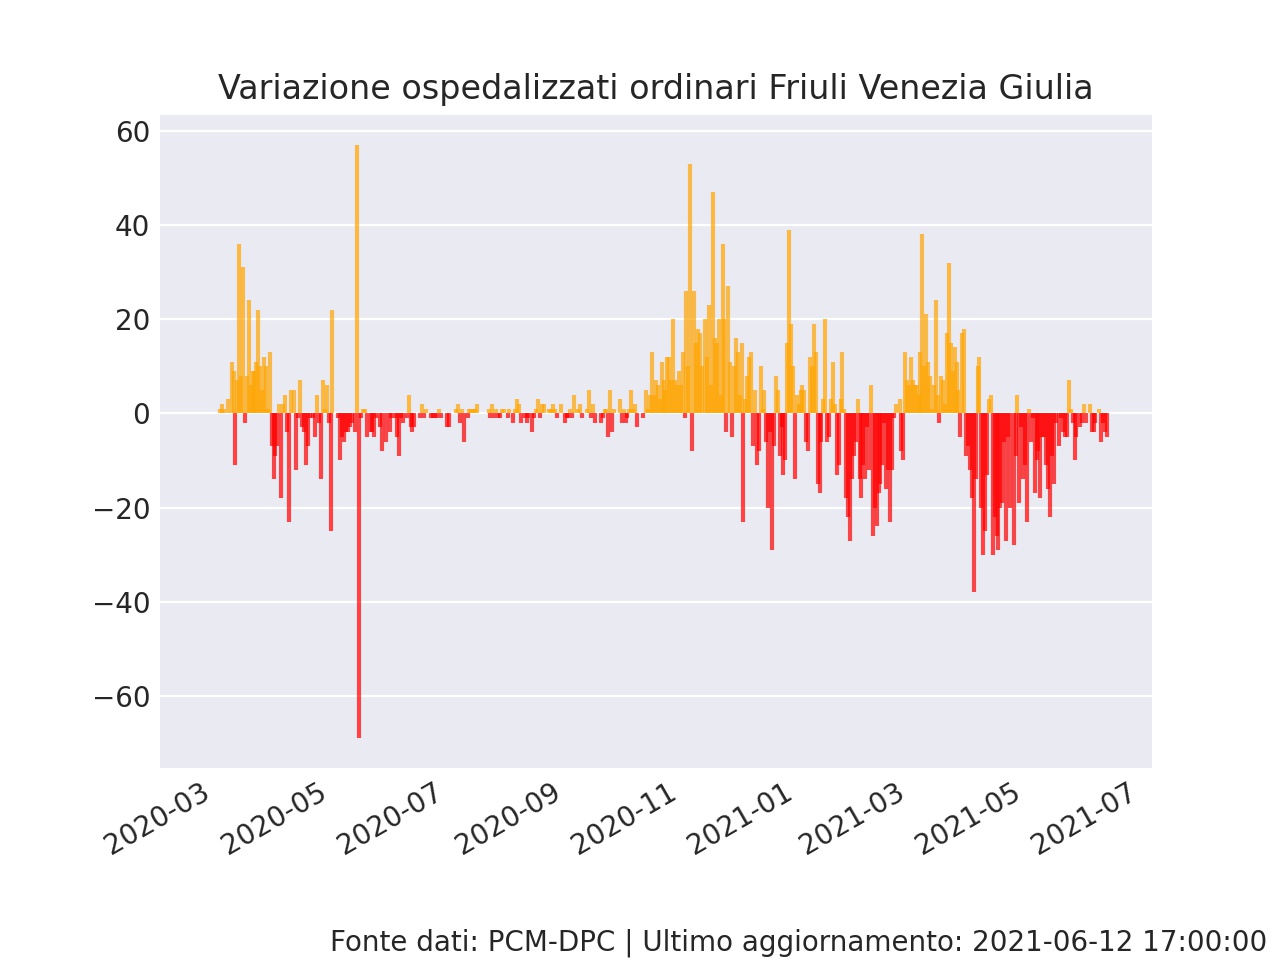 Variazione ospedalizzati ordinari Friuli Venezia Giulia
60
40
20
0
−20
−40
−60
2020-03 2020-05 2020-07 2020-09 2020-11 2021-01 2021-03 2021-05 2021-07
Fonte dati: PCM-DPC | Ultimo aggiornamento: 2021-06-12 17:00:00